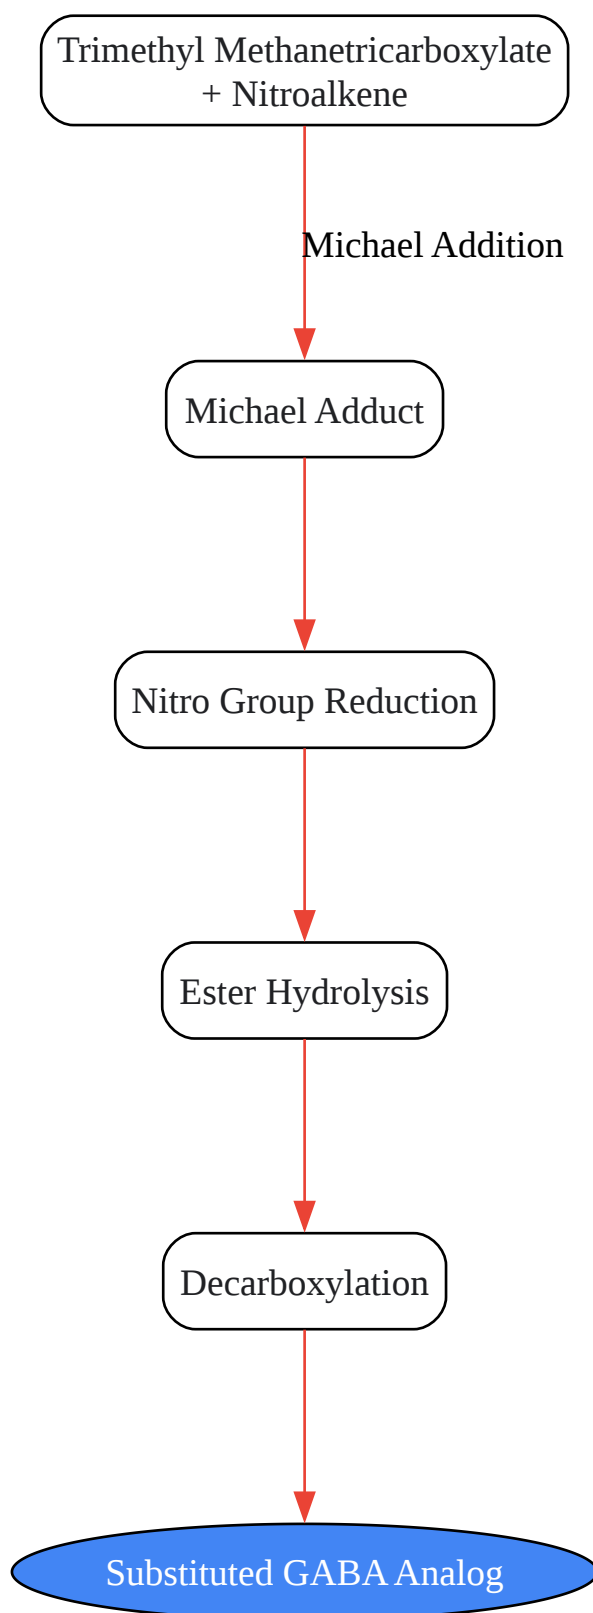 Trimethyl Methanetricarboxylate
+ Nitroalkene
Michael Addition
Michael Adduct
Nitro Group Reduction
Ester Hydrolysis
Decarboxylation
Substituted GABA Analog